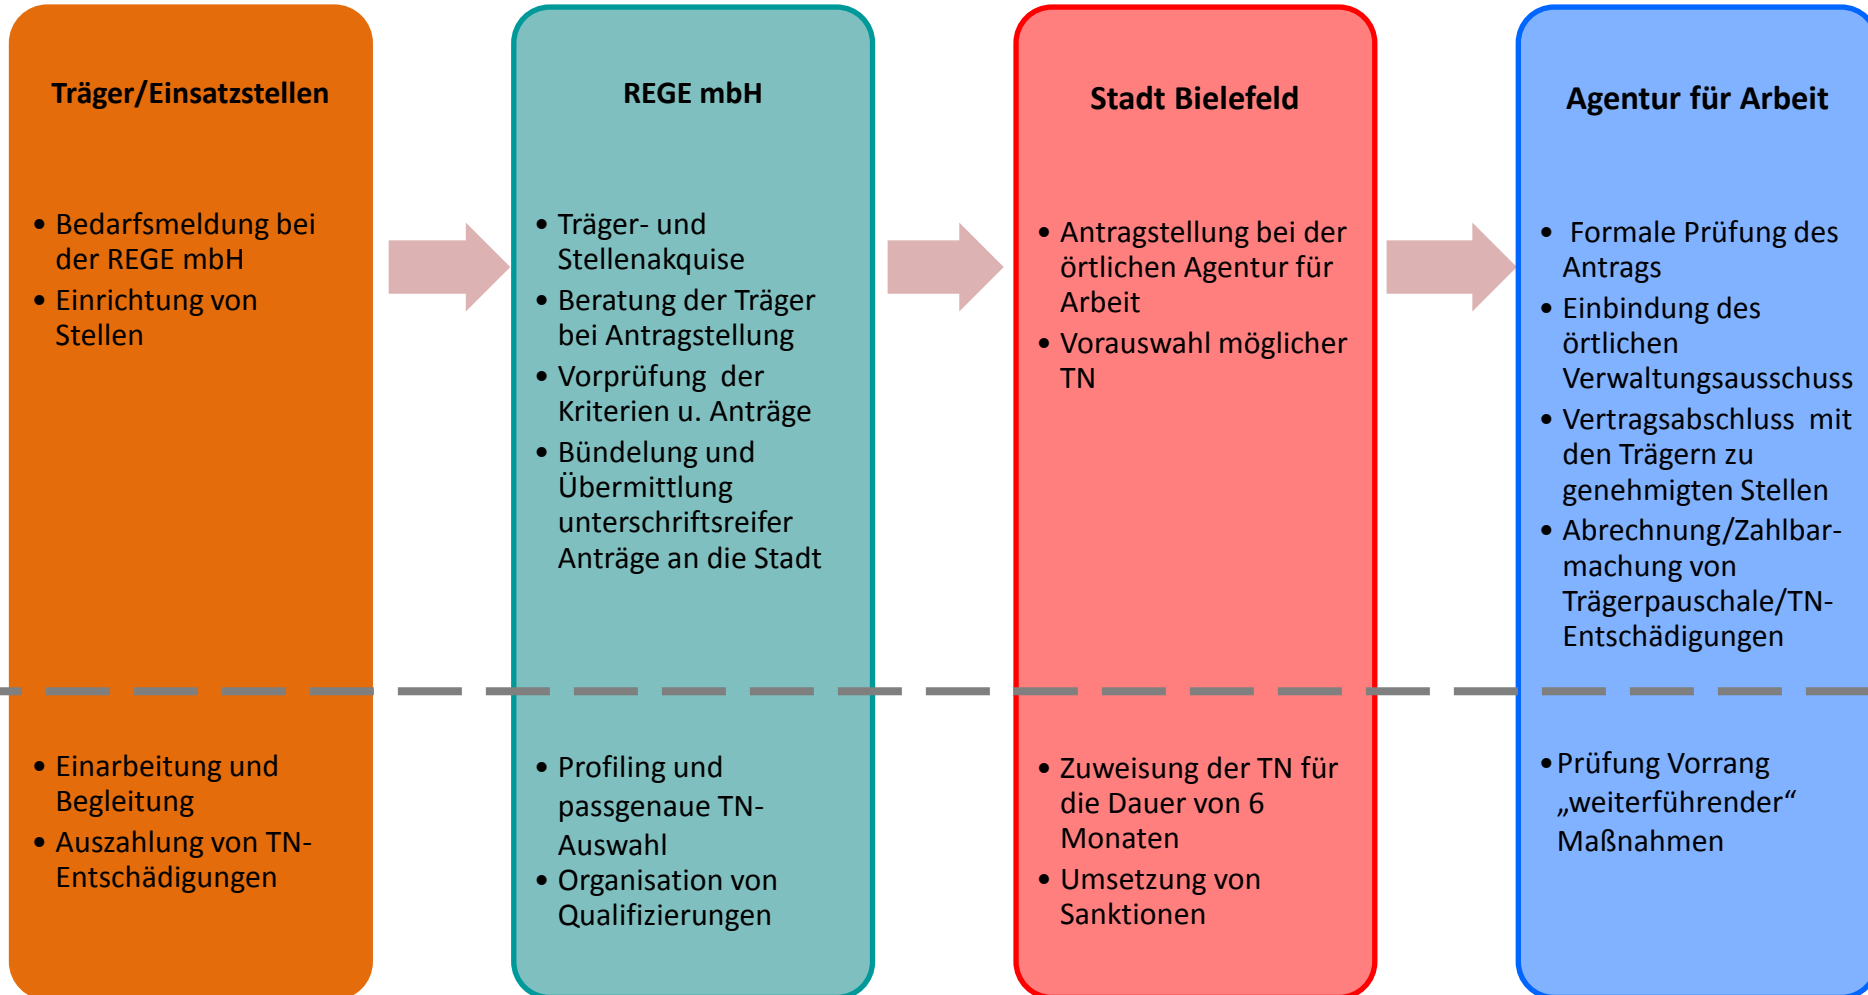 Träger/Einsatzstellen
• Bedarfsmeldung bei
der REGE mbH
• Einrichtung von
Stellen
• Einarbeitung und
Begleitung
• Auszahlung von TN-
Entschädigungen
REGE mbH
• Träger- und
Stellenakquise
• Beratung der Träger
bei Antragstellung
• Vorprüfung der
Kriterien u. Anträge
• Bündelung und
Übermittlung
unterschriftsreifer
Anträge an die Stadt
• Profiling und
passgenaue TN-
Auswahl
• Organisation von
Qualifizierungen
Stadt Bielefeld
• Antragstellung bei der
örtlichen Agentur für
Arbeit
• Vorauswahl möglicher
TN
• Zuweisung der TN für
die Dauer von 6
Monaten
• Umsetzung von
Sanktionen
Agentur für Arbeit
• Formale Prüfung des
Antrags
• Einbindung des
örtlichen
Verwaltungsausschuss
• Vertragsabschluss mit
den Trägern zu
genehmigten Stellen
• Abrechnung/Zahlbar-
machung von
Trägerpauschale/TN-
Entschädigungen
• Prüfung Vorrang
„weiterführender“
Maßnahmen